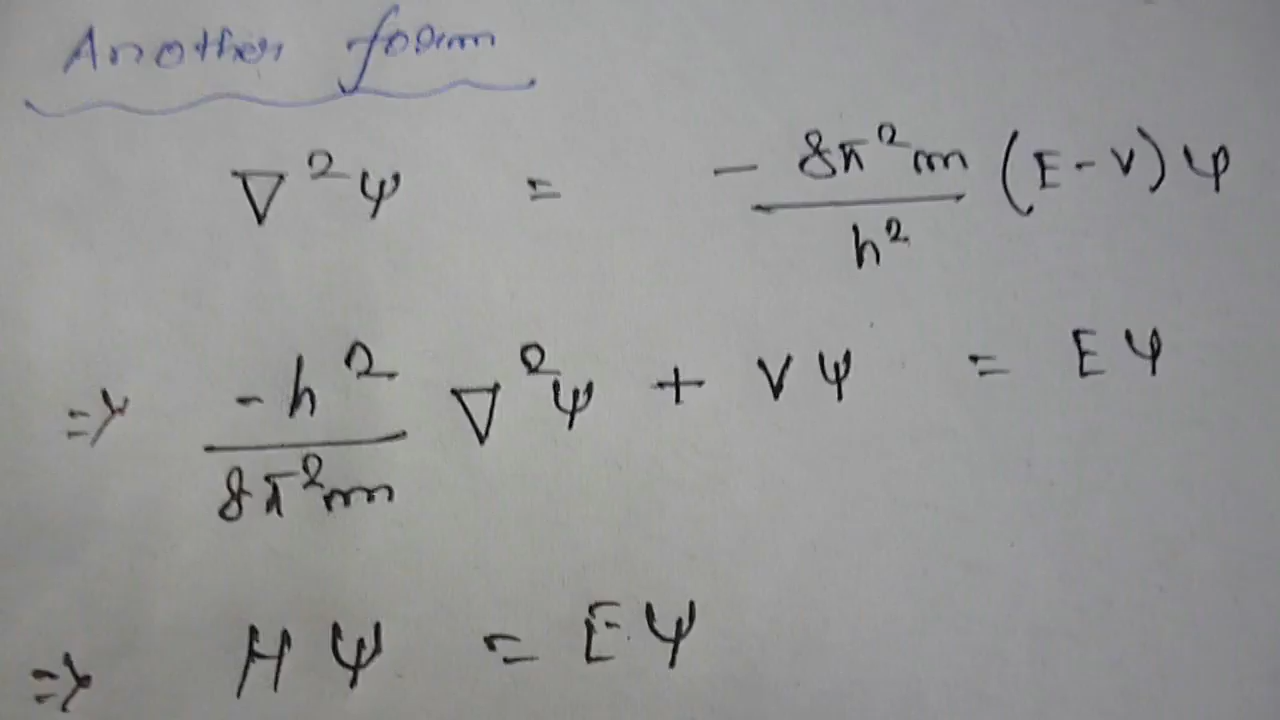 Another form
∇²ψ = - 8π²m/h² (E-V)ψ
⇒ -h²/8π²m ∇²ψ + Vψ = Eψ
⇒ Hψ = Eψ